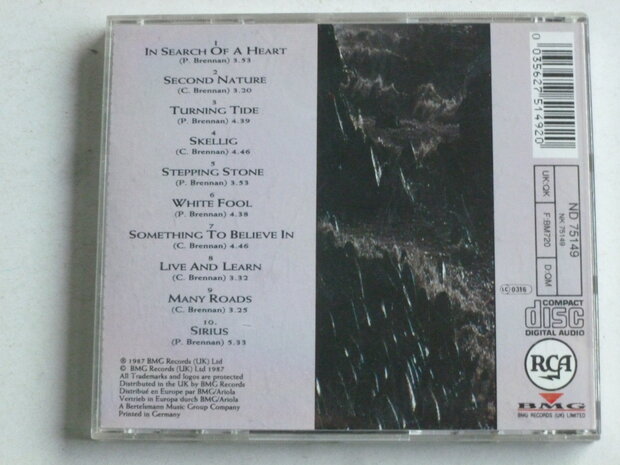 1
IN SEARCH OF A HEART
(P. Brennan) 3.53
2
SECOND NATURE
(C. Brennan) 3.20
3
TURNING TIDE
(P. Brennan) 4.39
4
SKELLIG
(C. Brennan) 4.46
5
STEPPING STONE
(P. Brennan) 3.53
6
WHITE FOOL
(P. Brennan) 4.38
7
SOMETHING TO BELIEVE IN
(C. Brennan) 4.46
8
LIVE AND LEARN
(C. Brennan) 3.32
9
MANY ROADS
(C. Brennan) 3.25
10.
SIRIUS
(P. Brennan) 5.33
℗ 1987 BMG Records (UK) Ltd
© BMG Records (UK) Ltd 1987
All Trademarks and logos are protected
Distributed in the UK by BMG Records
Distribué en Europe par BMG/Ariola
Vertrieb in Europa durch BMG/Ariola
A Bertelsmann Music Group Company
Printed in Germany
0 035627 514920
ND 75149
NK 75149
UK:OK
F:BM720
D:OM
LC 0316
COMPACT
disc
DIGITAL AUDIO
RCA
BMG
BMG RECORDS (UK) LIMITED